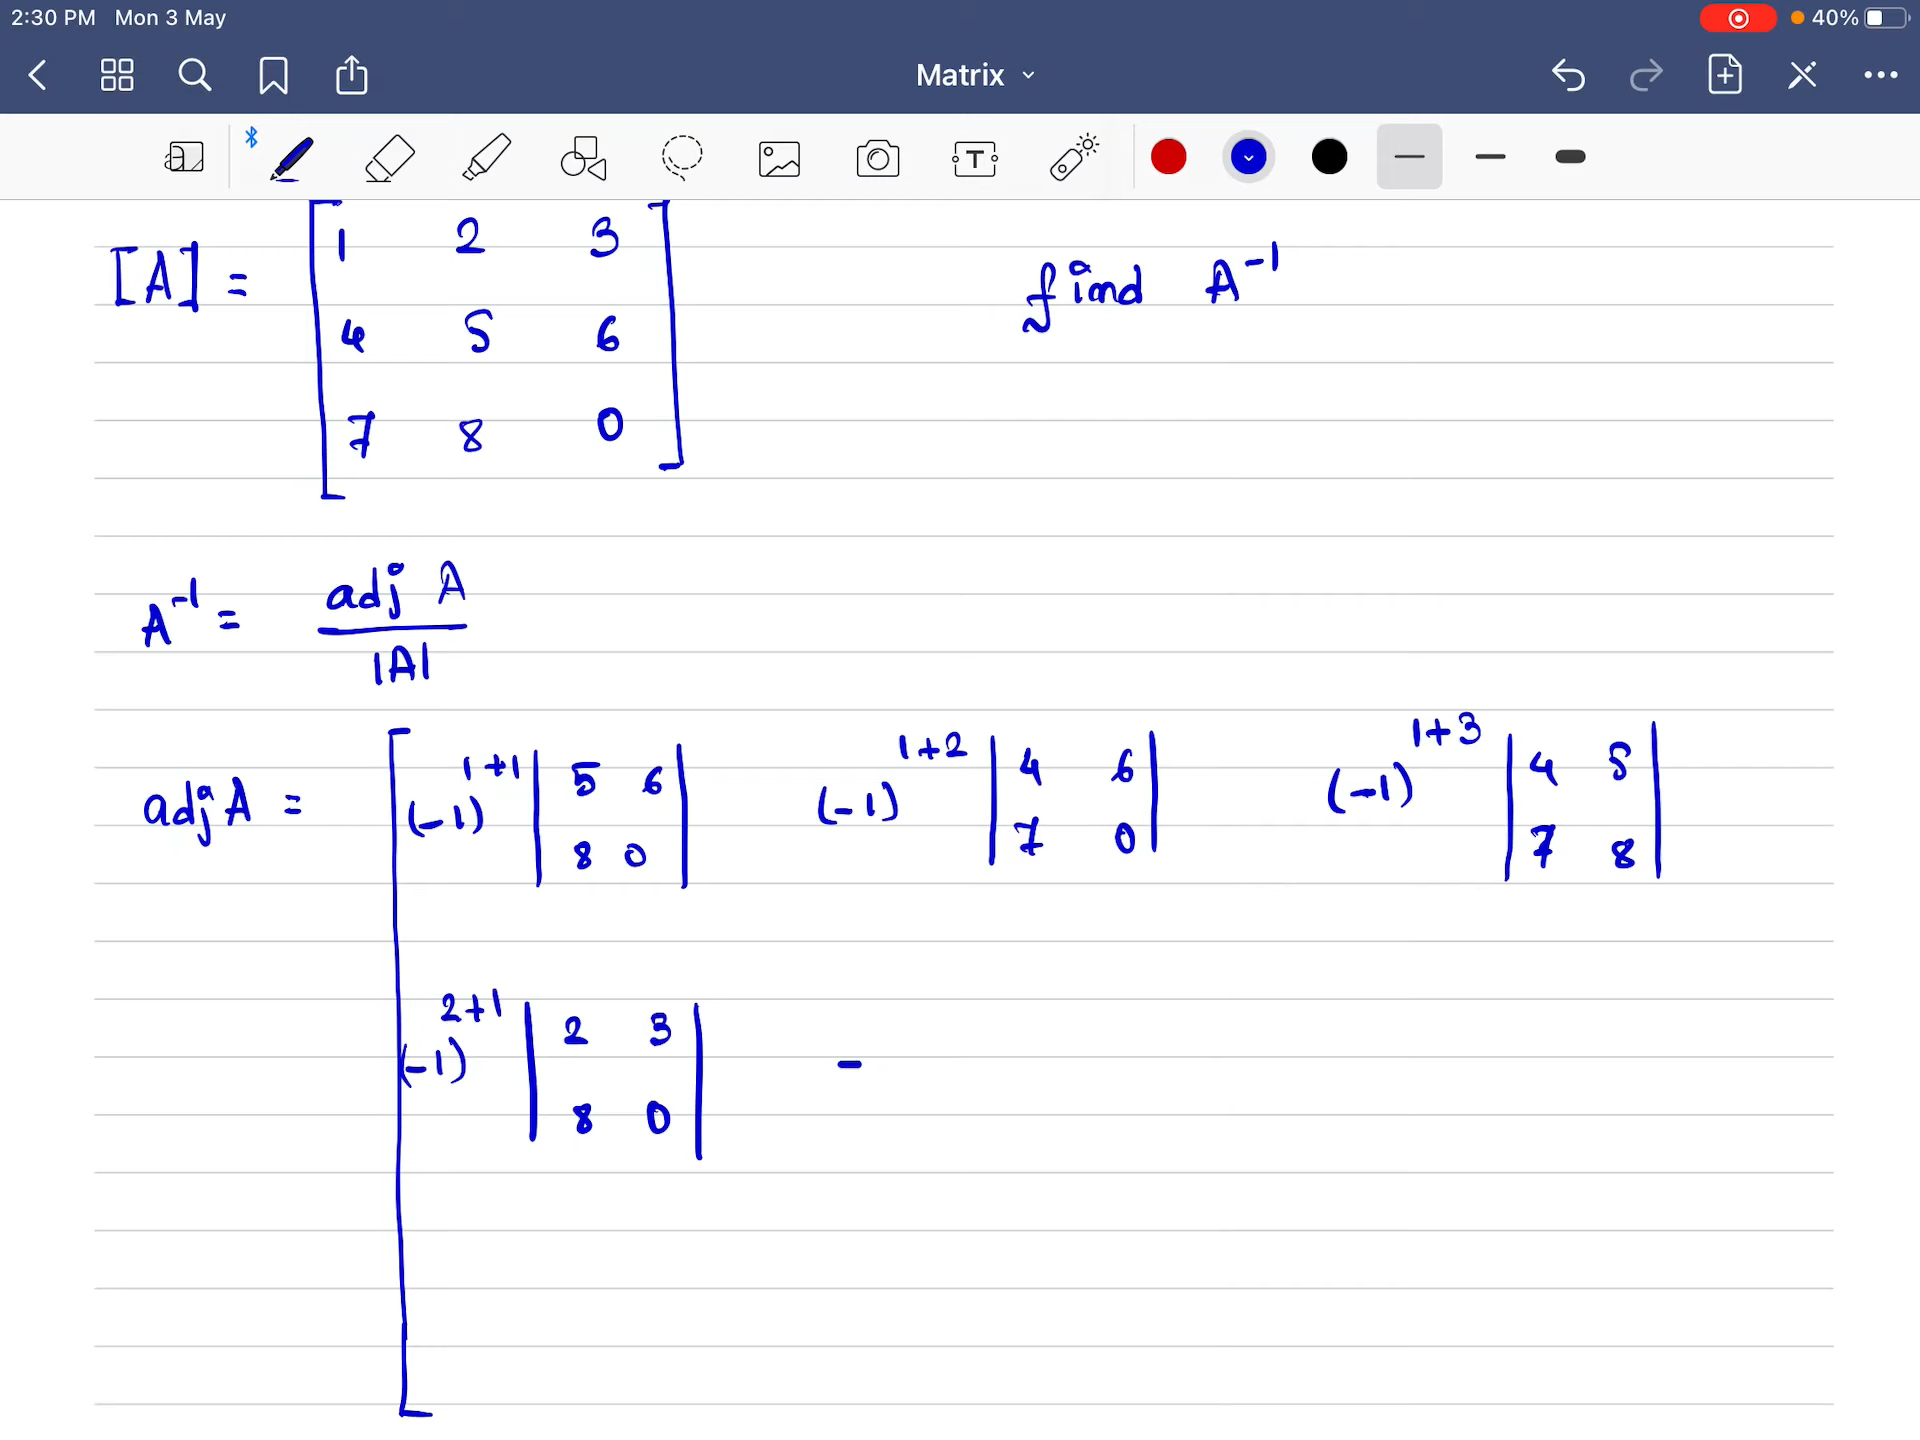 2:30 PM Mon 3 May 40%
Matrix
T
[A] = [1 2 3
4 5 6
7 8 0]
find A⁻¹
A⁻¹ = adj A
|A|
adj A = [(-1)¹⁺¹ |5 6 (-1)¹⁺² |4 6 (-1)¹⁺³ |4 5
8 0| 7 0| 7 8|
(-1)²⁺¹ |2 3 -
8 0|